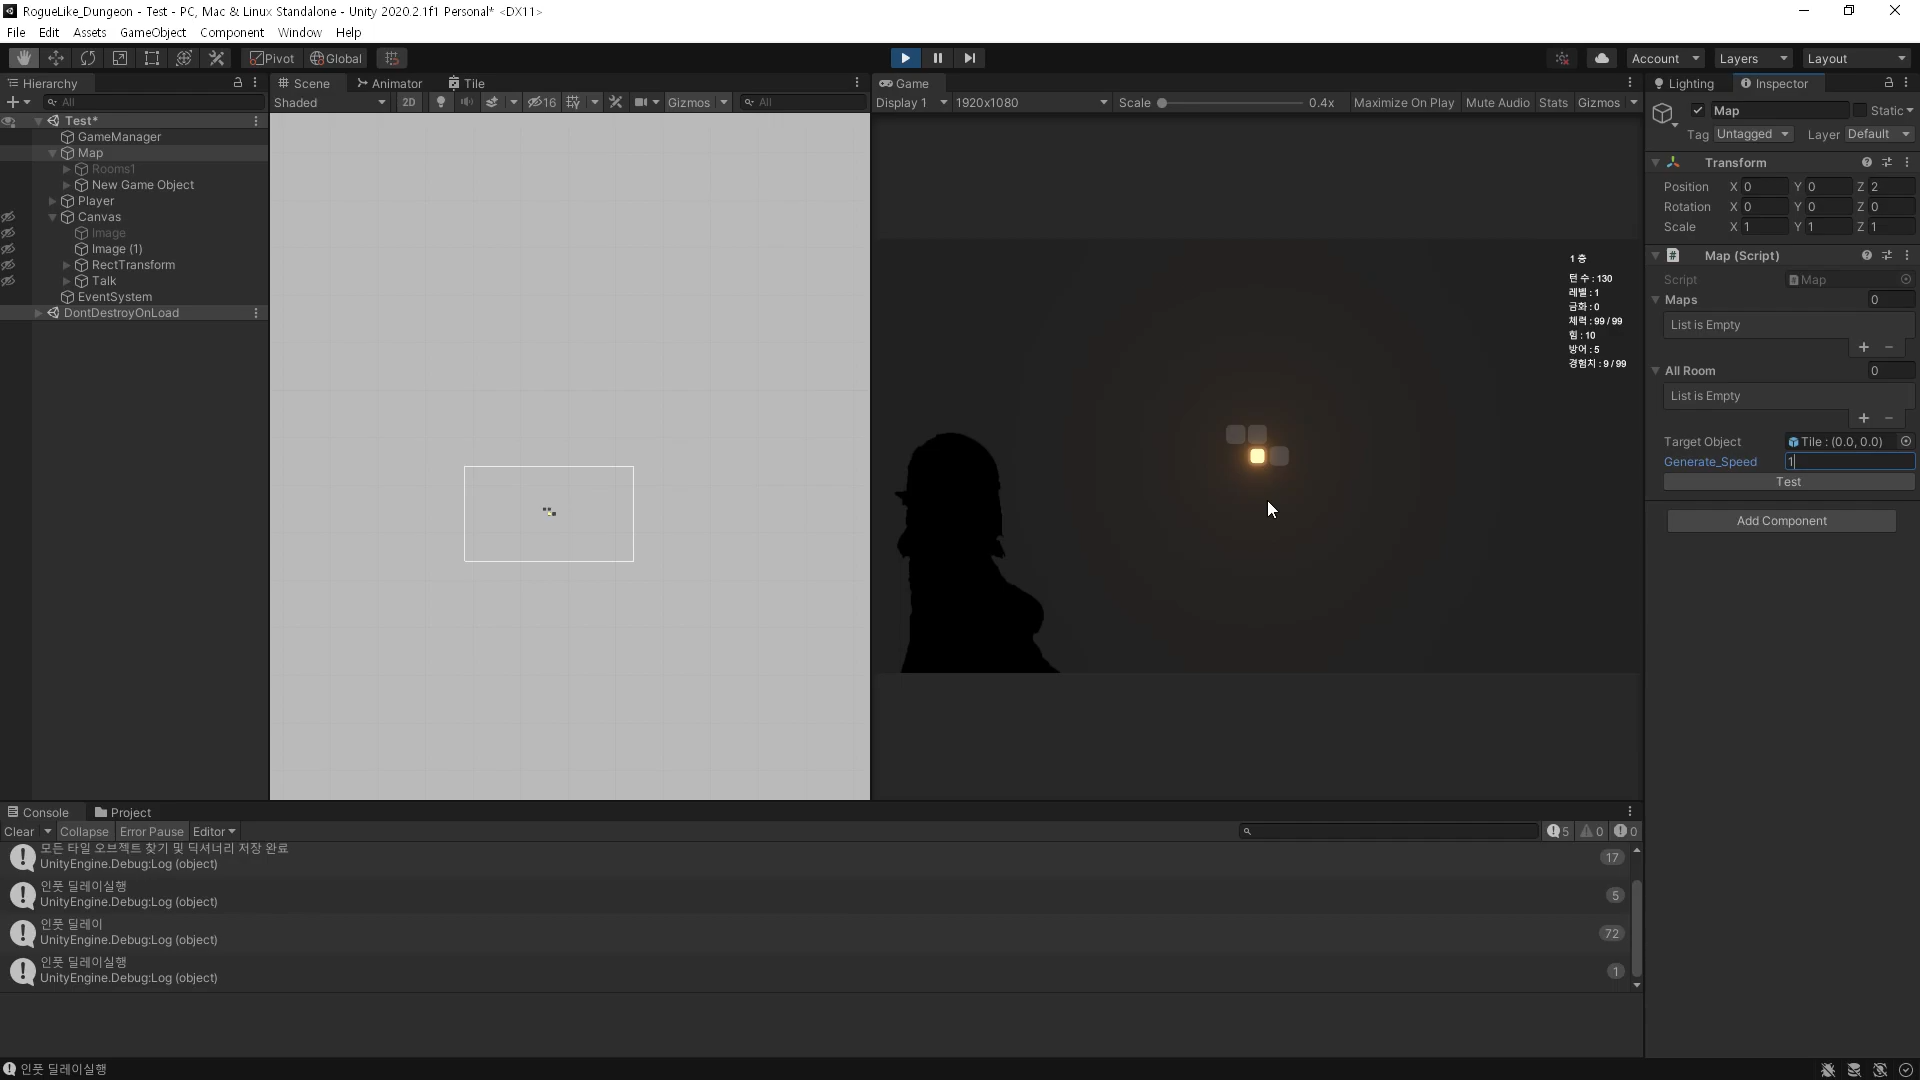 RogueLike_Dungeon - Test - PC, Mac & Linux Standalone - Unity 2020.2.1f1 Personal* <DX11>
File Edit Assets GameObject Component Window Help
Pivot Global Account Layers Layout
Hierarchy
All
Test*
GameManager
Map
Rooms1
New Game Object
Player
Canvas
Image
Image (1)
RectTransform
Talk
EventSystem
DontDestroyOnLoad
Scene Animator Tile
Shaded 2D 16 Gizmos All
Game
Display 1 1920x1080 Scale 0.4x Maximize On Play Mute Audio Stats Gizmos
1 층
턴 수 : 130
레벨 : 1
금화 : 0
체력 : 99 / 99
힘 : 10
방어 : 5
경험치 : 9 / 99
Lighting Inspector
Map Static
Tag Untagged Layer Default
Transform
Position X 0 Y 0 Z 2
Rotation X 0 Y 0 Z 0
Scale X 1 Y 1 Z 1
Map (Script)
Script Map
Maps 0
List is Empty
All Room 0
List is Empty
Target Object Tile : (0.0, 0.0)
Generate_Speed 1
Test
Add Component
Console Project
Clear Collapse Error Pause Editor 5 0 0
모든 타일 오브젝트 찾기 및 딕셔너리 저장 완료
UnityEngine.Debug:Log (object)
17
인풋 딜레이실행
UnityEngine.Debug:Log (object)
5
인풋 딜레이
UnityEngine.Debug:Log (object)
72
인풋 딜레이실행
UnityEngine.Debug:Log (object)
1
인풋 딜레이실행